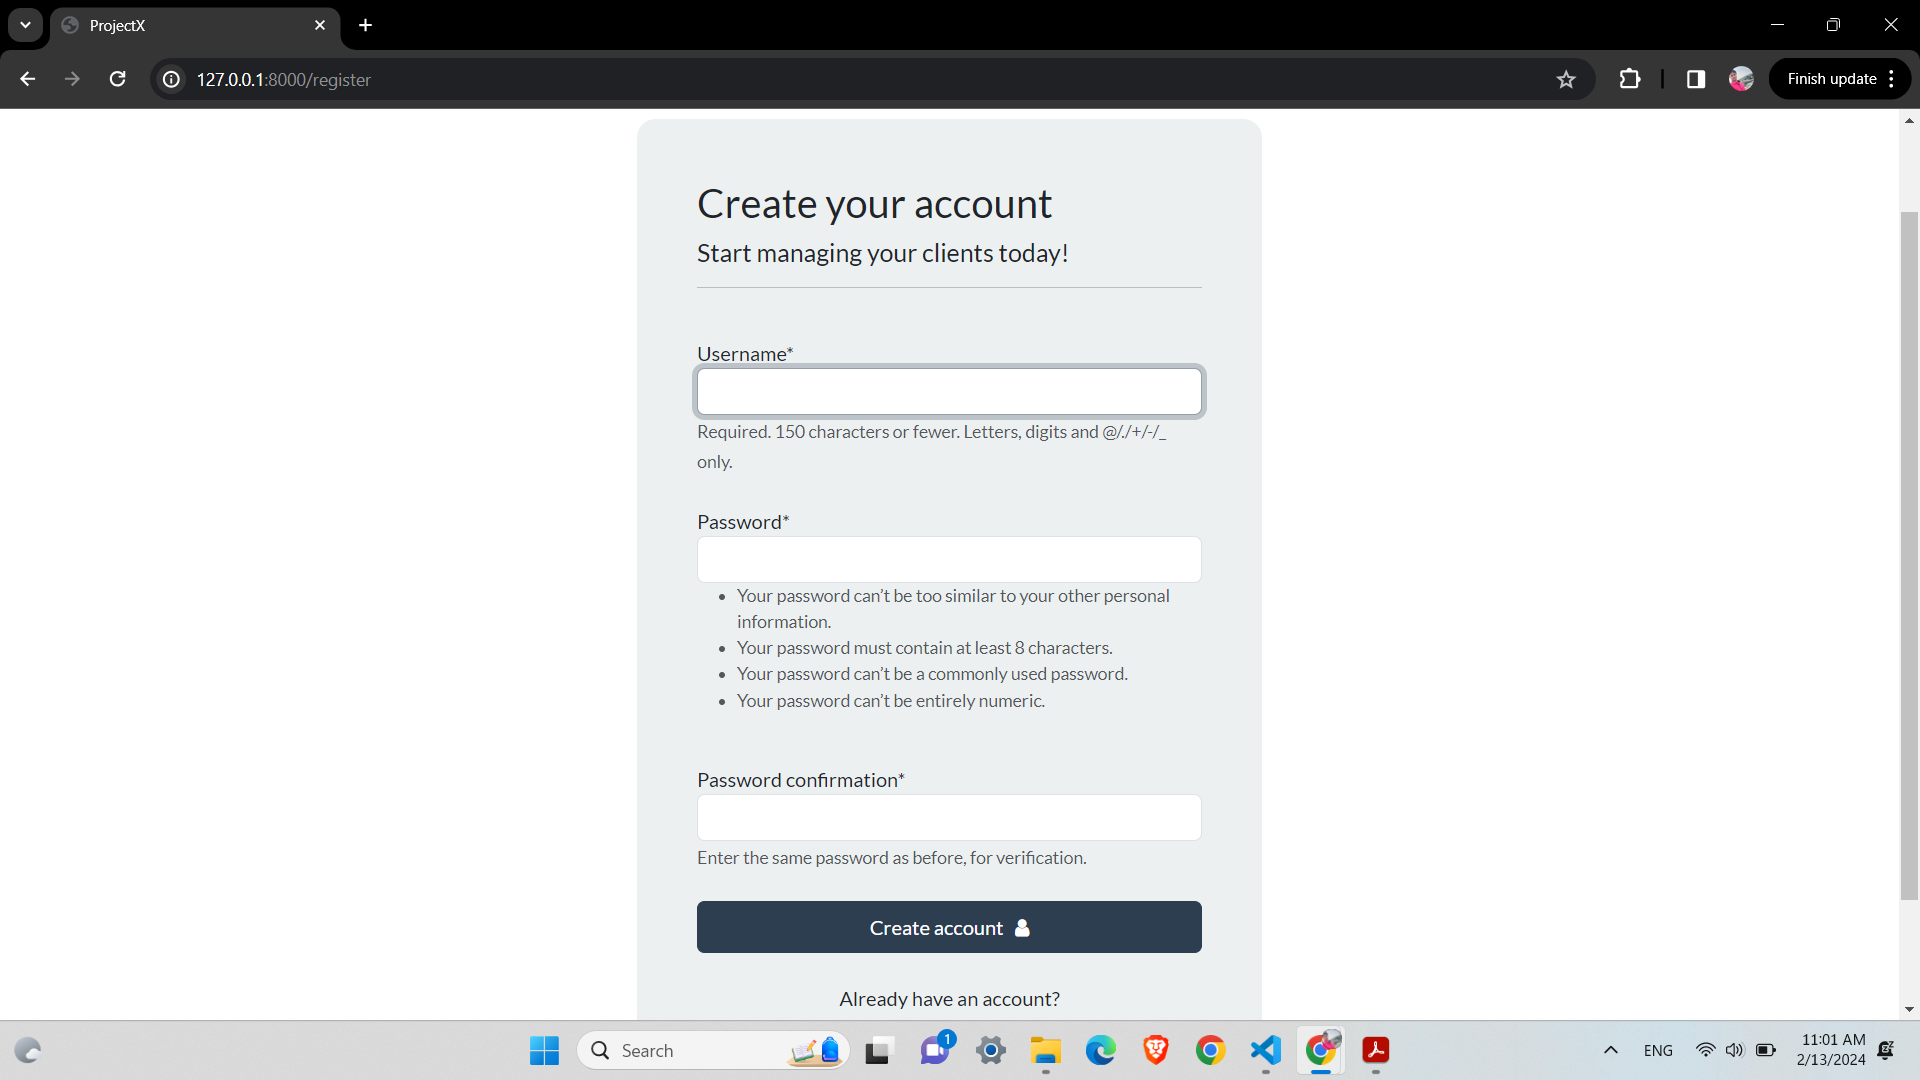 ProjectX
127.0.0.1:8000/register
Finish update
Create your account
Start managing your clients today!
Username*
Required. 150 characters or fewer. Letters, digits and @/./+/-/_
only.
Password*
Your password can’t be too similar to your other personal
information.
Your password must contain at least 8 characters.
Your password can’t be a commonly used password.
Your password can’t be entirely numeric.
Password confirmation*
Enter the same password as before, for verification.
Create account
Already have an account?
Search
1
ENG
11:01 AM
2/13/2024